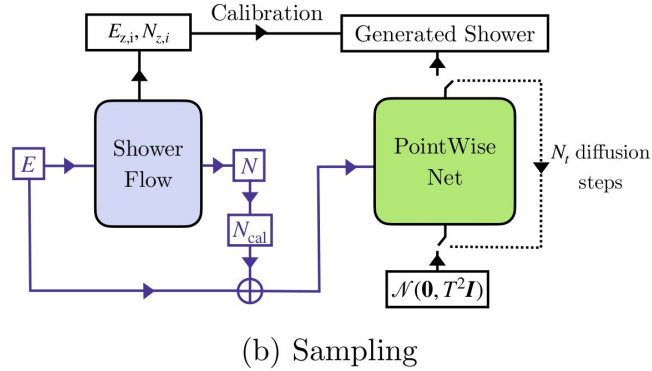 Calibration
E_{z,i}, N_{z,i}
Generated Shower
Shower
Flow
PointWise
Net
N_t diffusion
steps
E
N
N_cal
𝒩(0, T²I)
(b) Sampling